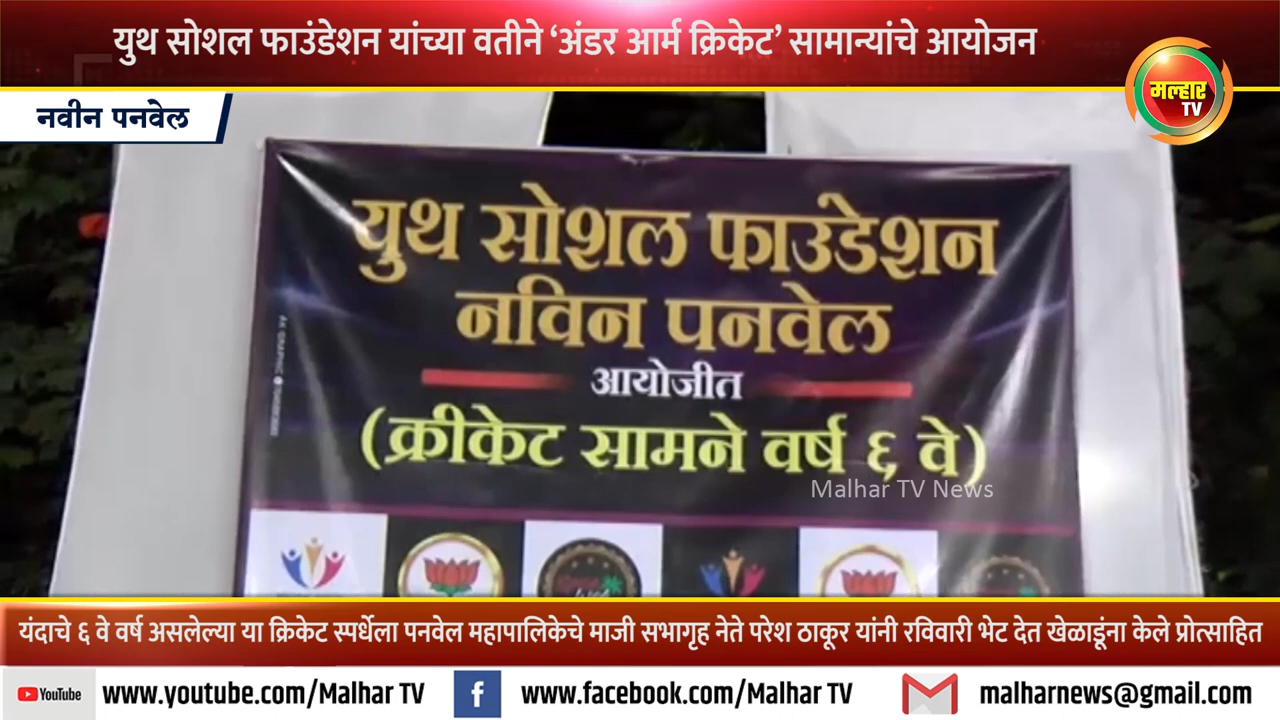 युथ सोशल फाउंडेशन यांच्या वतीने ‘अंडर आर्म क्रिकेट’ सामान्यांचे आयोजन
मल्हार
TV
नवीन पनवेल
युथ सोशल फाउंडेशन
नविन पनवेल
आयोजीत
(क्रीकेट सामने वर्ष ६ वे)
Malhar TV News
यंदाचे ६ वे वर्ष असलेल्या या क्रिकेट स्पर्धेला पनवेल महापालिकेचे माजी सभागृह नेते परेश ठाकूर यांनी रविवारी भेट देत खेळाडूंना केले प्रोत्साहित
YouTube www.youtube.com/Malhar TV www.facebook.com/Malhar TV malharnews@gmail.com